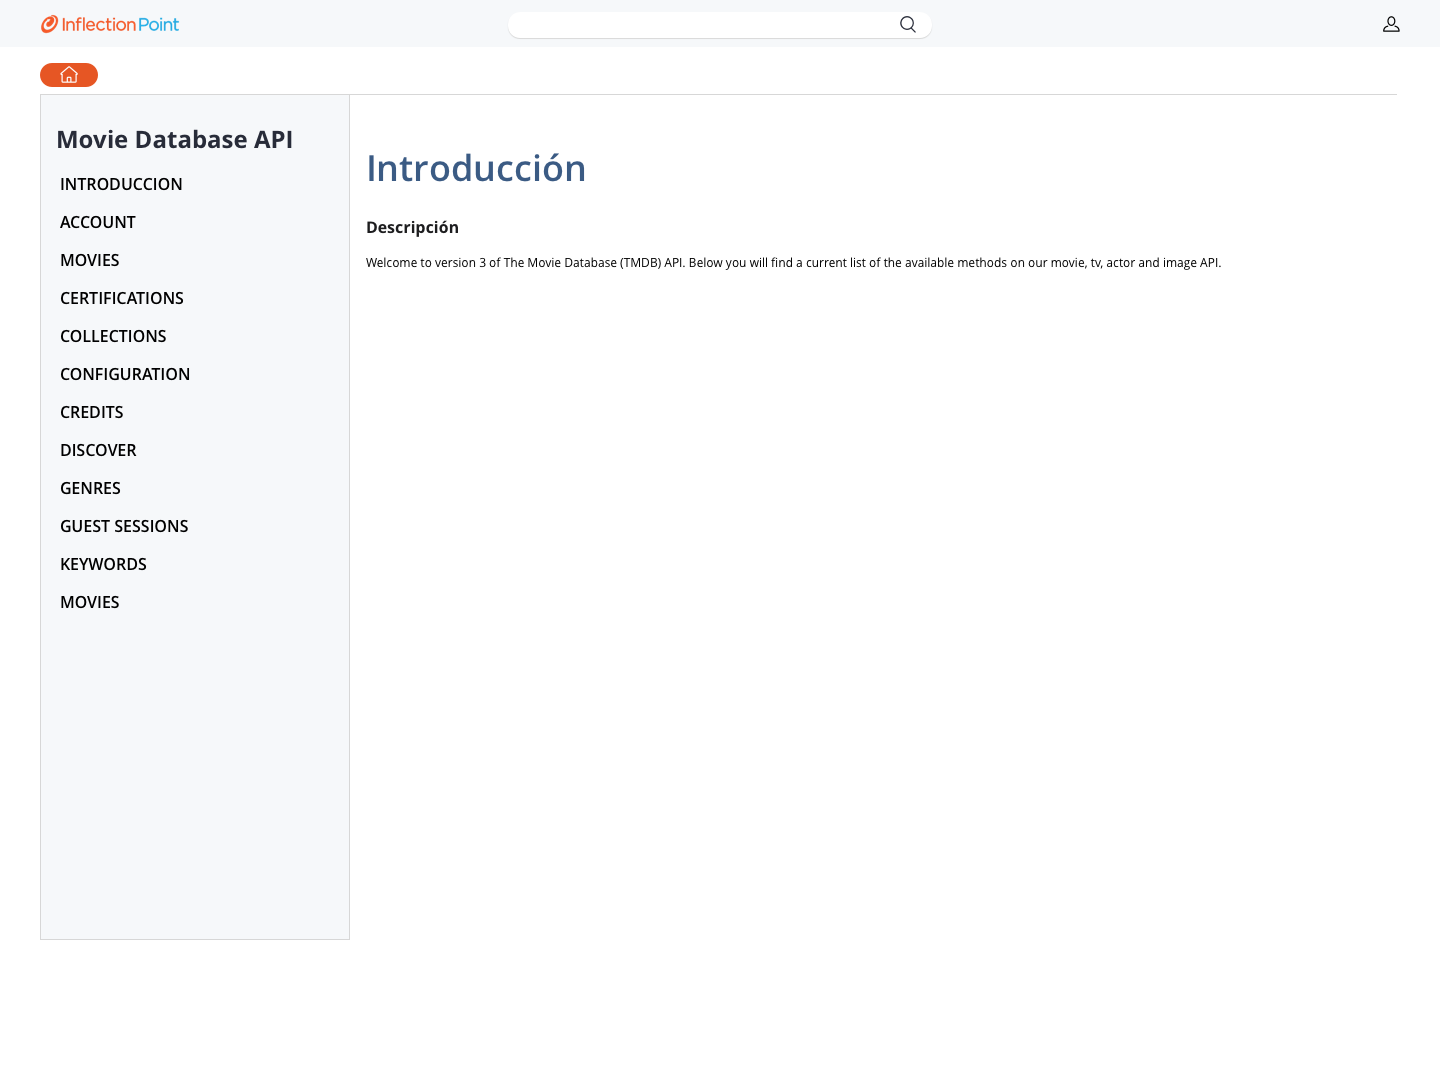 Inflection Point
Movie Database API
INTRODUCCION
ACCOUNT
MOVIES
CERTIFICATIONS
COLLECTIONS
CONFIGURATION
CREDITS
DISCOVER
GENRES
GUEST SESSIONS
KEYWORDS
MOVIES
Introducción
Descripción
Welcome to version 3 of The Movie Database (TMDB) API. Below you will find a current list of the available methods on our movie, tv, actor and image API.